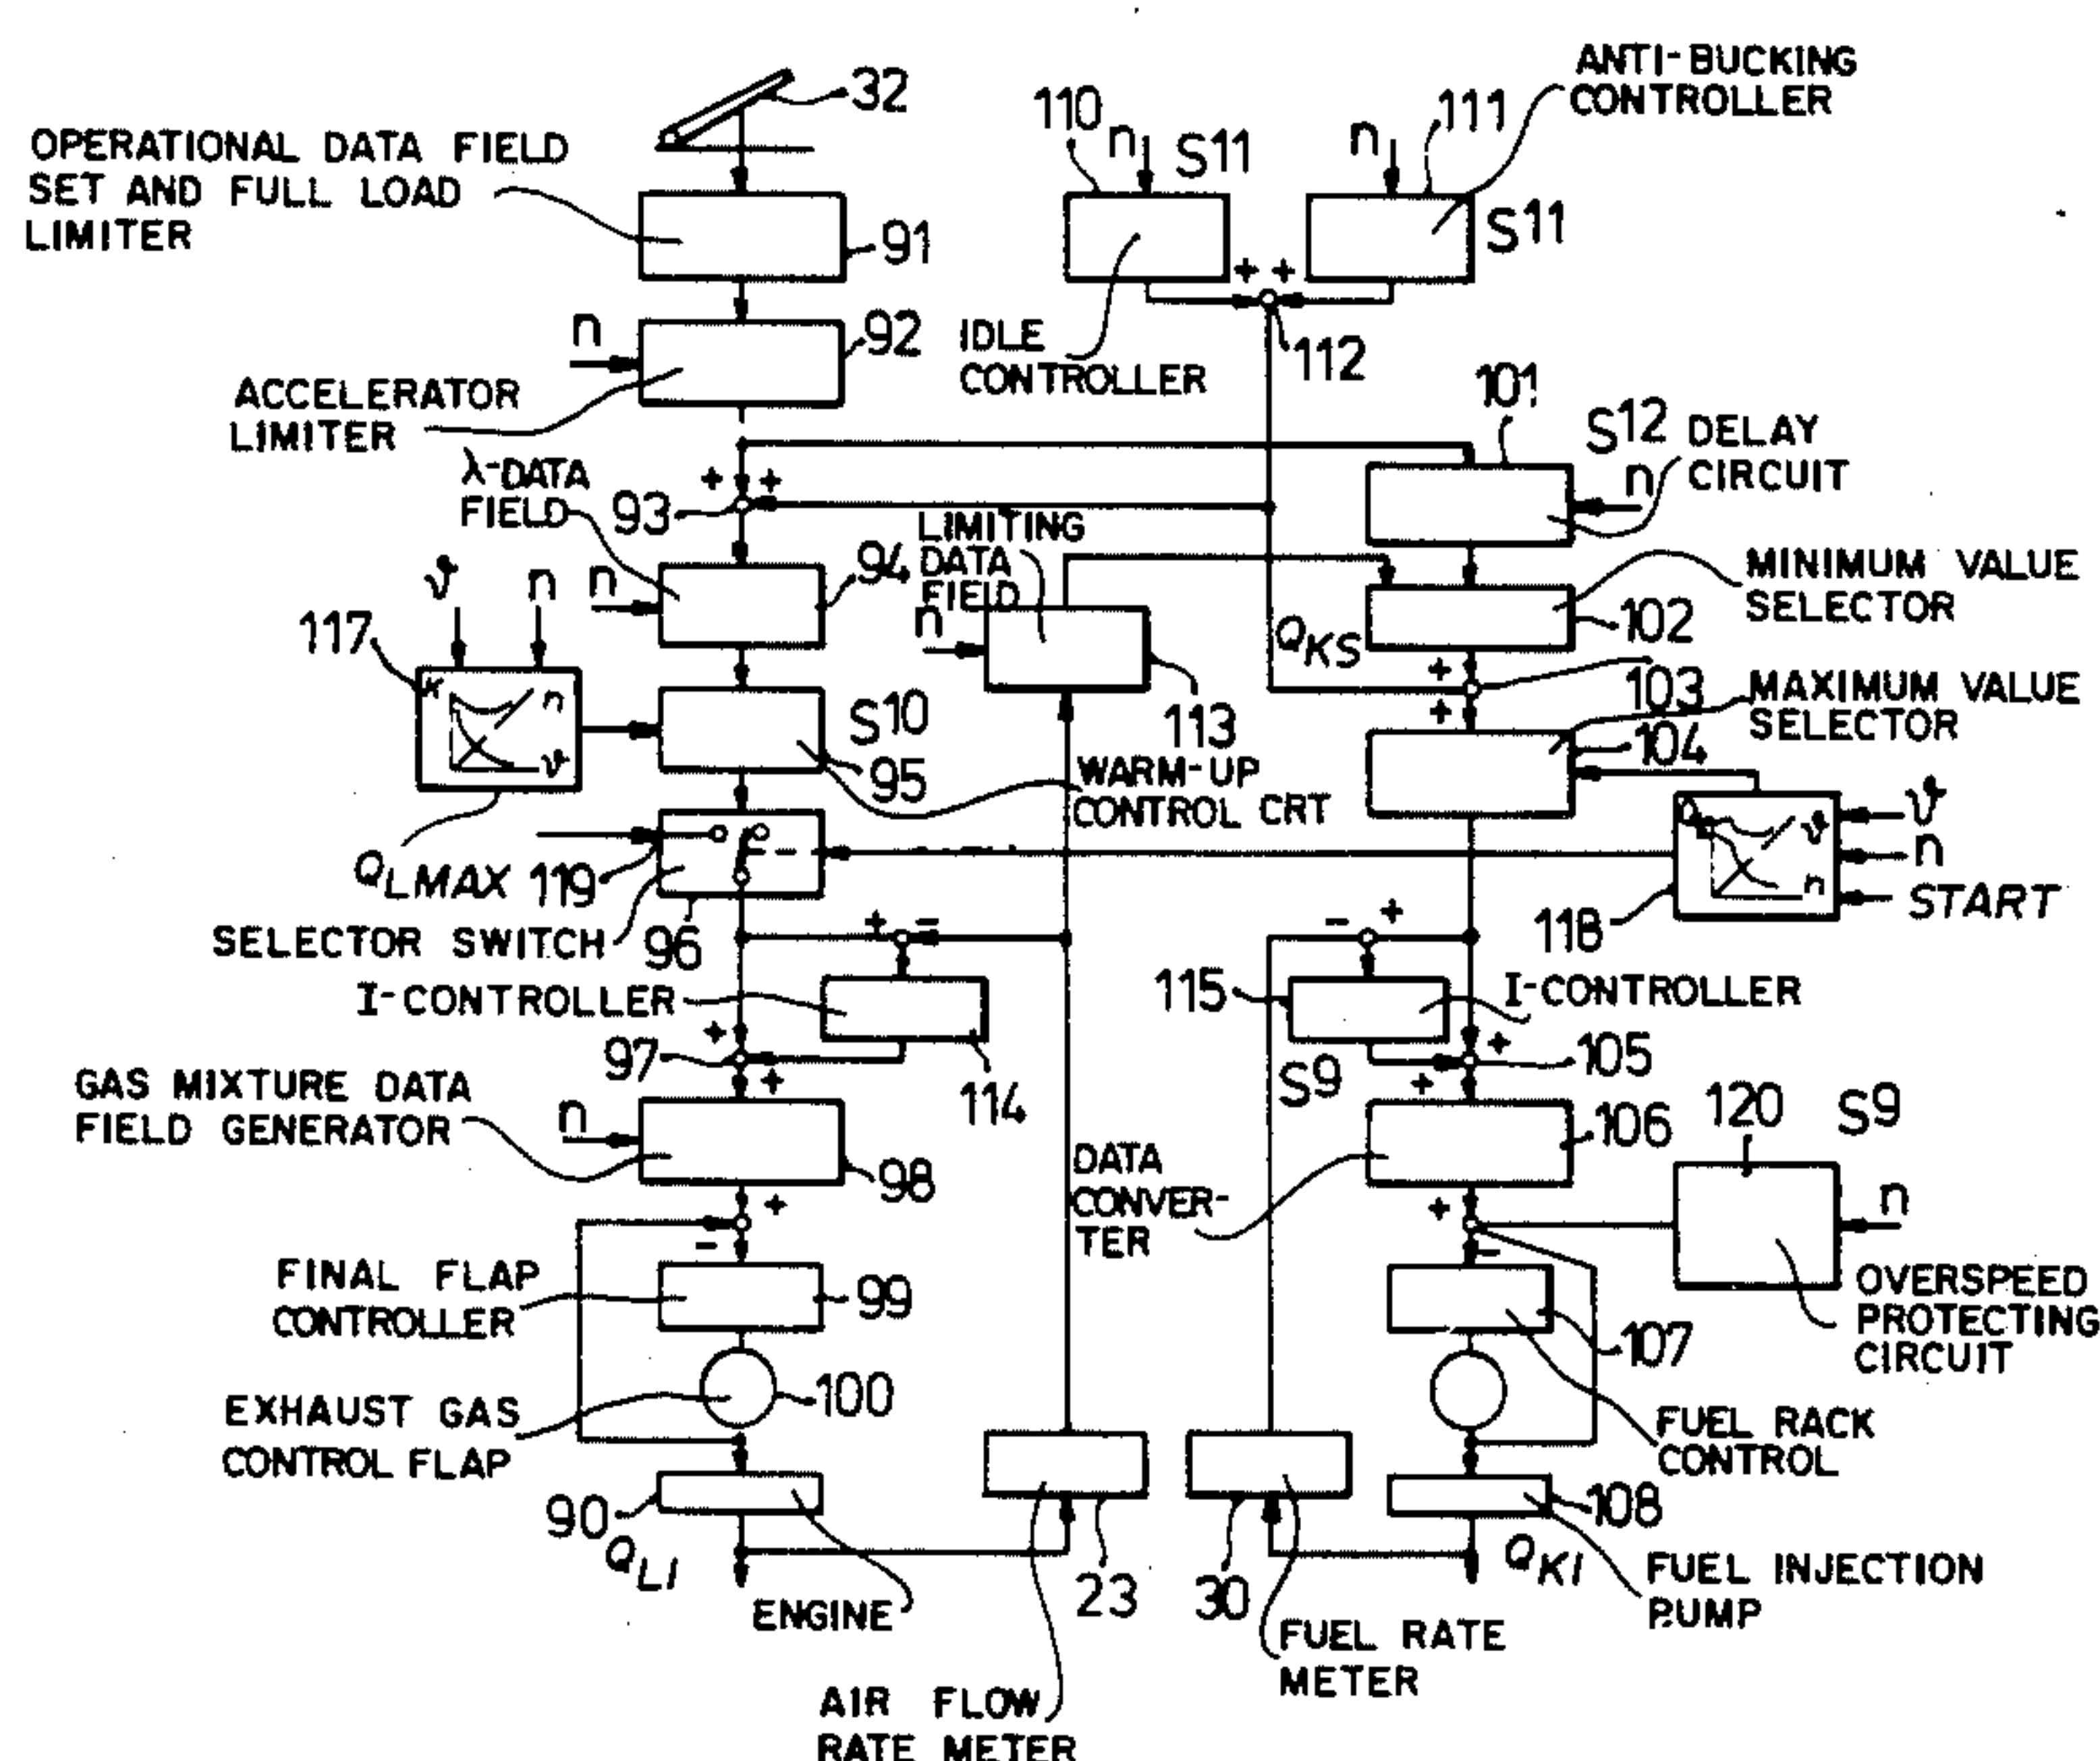 32
OPERATIONAL DATA FIELD
SET AND FULL LOAD
LIMITER
91
n
92
ACCELERATOR
LIMITER
110
n
S11
n
111
S11
ANTI-BUCKING
CONTROLLER
+ +
112
IDLE
CONTROLLER
101
S12
DELAY
CIRCUIT
n
λ-DATA
FIELD
+ +
93
LIMITING
DATA
FIELD
94
n
n
113
MINIMUM VALUE
SELECTOR
102
QKS
+
103
+
MAXIMUM VALUE
SELECTOR
104
ϑ
n
117
K
n
ϑ
S10
95
WARM-UP
CONTROL CRT
QLMAX
119
SELECTOR SWITCH
96
ϑ
n
ϑ
n
START
118
+ -
- +
I-CONTROLLER
114
115
I-CONTROLLER
+
97
+
S9
+
105
+
GAS MIXTURE DATA
FIELD GENERATOR
n
98
DATA
CONVER-
TER
106
120
S9
n
+
-
+
-
FINAL FLAP
CONTROLLER
99
107
OVERSPEED
PROTECTING
CIRCUIT
EXHAUST GAS
CONTROL FLAP
100
FUEL RACK
CONTROL
90
QLI
ENGINE
23
30
QKI
108
FUEL INJECTION
PUMP
AIR FLOW
RATE METER
FUEL RATE
METER